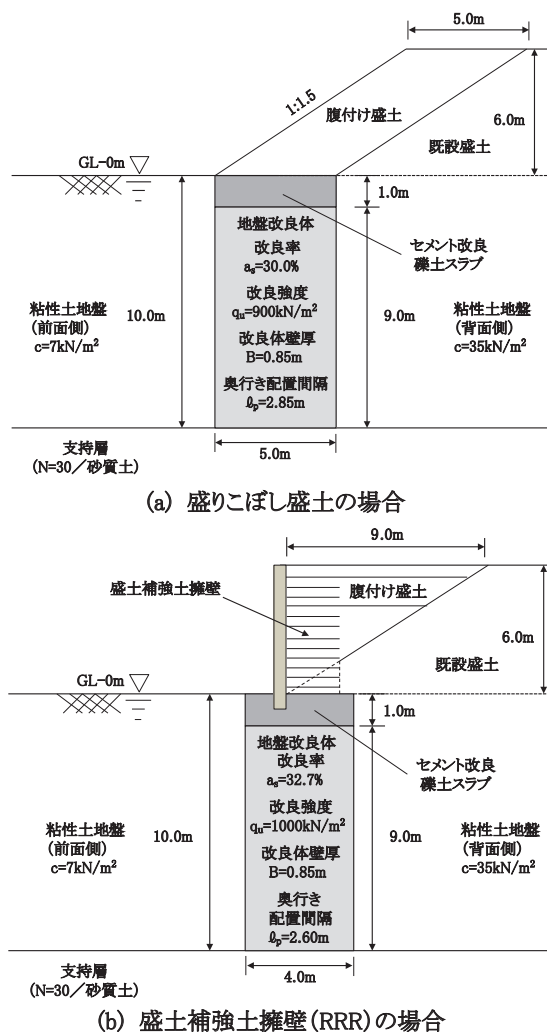 5.0m
1:1.5
腹付け盛土
6.0m
既設盛土
GL-0m
1.0m
地盤改良体
セメント改良
礫土スラブ
改良率
aₛ=30.0%
改良強度
qᵤ=900kN/m²
粘性土地盤
(前面側)
c=7kN/m²
10.0m
9.0m
粘性土地盤
(背面側)
c=35kN/m²
改良体壁厚
B=0.85m
奥行き配置間隔
ℓₚ=2.85m
支持層
(N=30／砂質土)
5.0m
(a) 盛りこぼし盛土の場合
9.0m
盛土補強土擁壁
腹付け盛土
6.0m
既設盛土
GL-0m
1.0m
地盤改良体
セメント改良
礫土スラブ
改良率
aₛ=32.7%
改良強度
qᵤ=1000kN/m²
粘性土地盤
(前面側)
c=7kN/m²
10.0m
9.0m
粘性土地盤
(背面側)
c=35kN/m²
改良体壁厚
B=0.85m
奥行き
配置間隔
ℓₚ=2.60m
支持層
(N=30／砂質土)
4.0m
(b) 盛土補強土擁壁(RRR)の場合